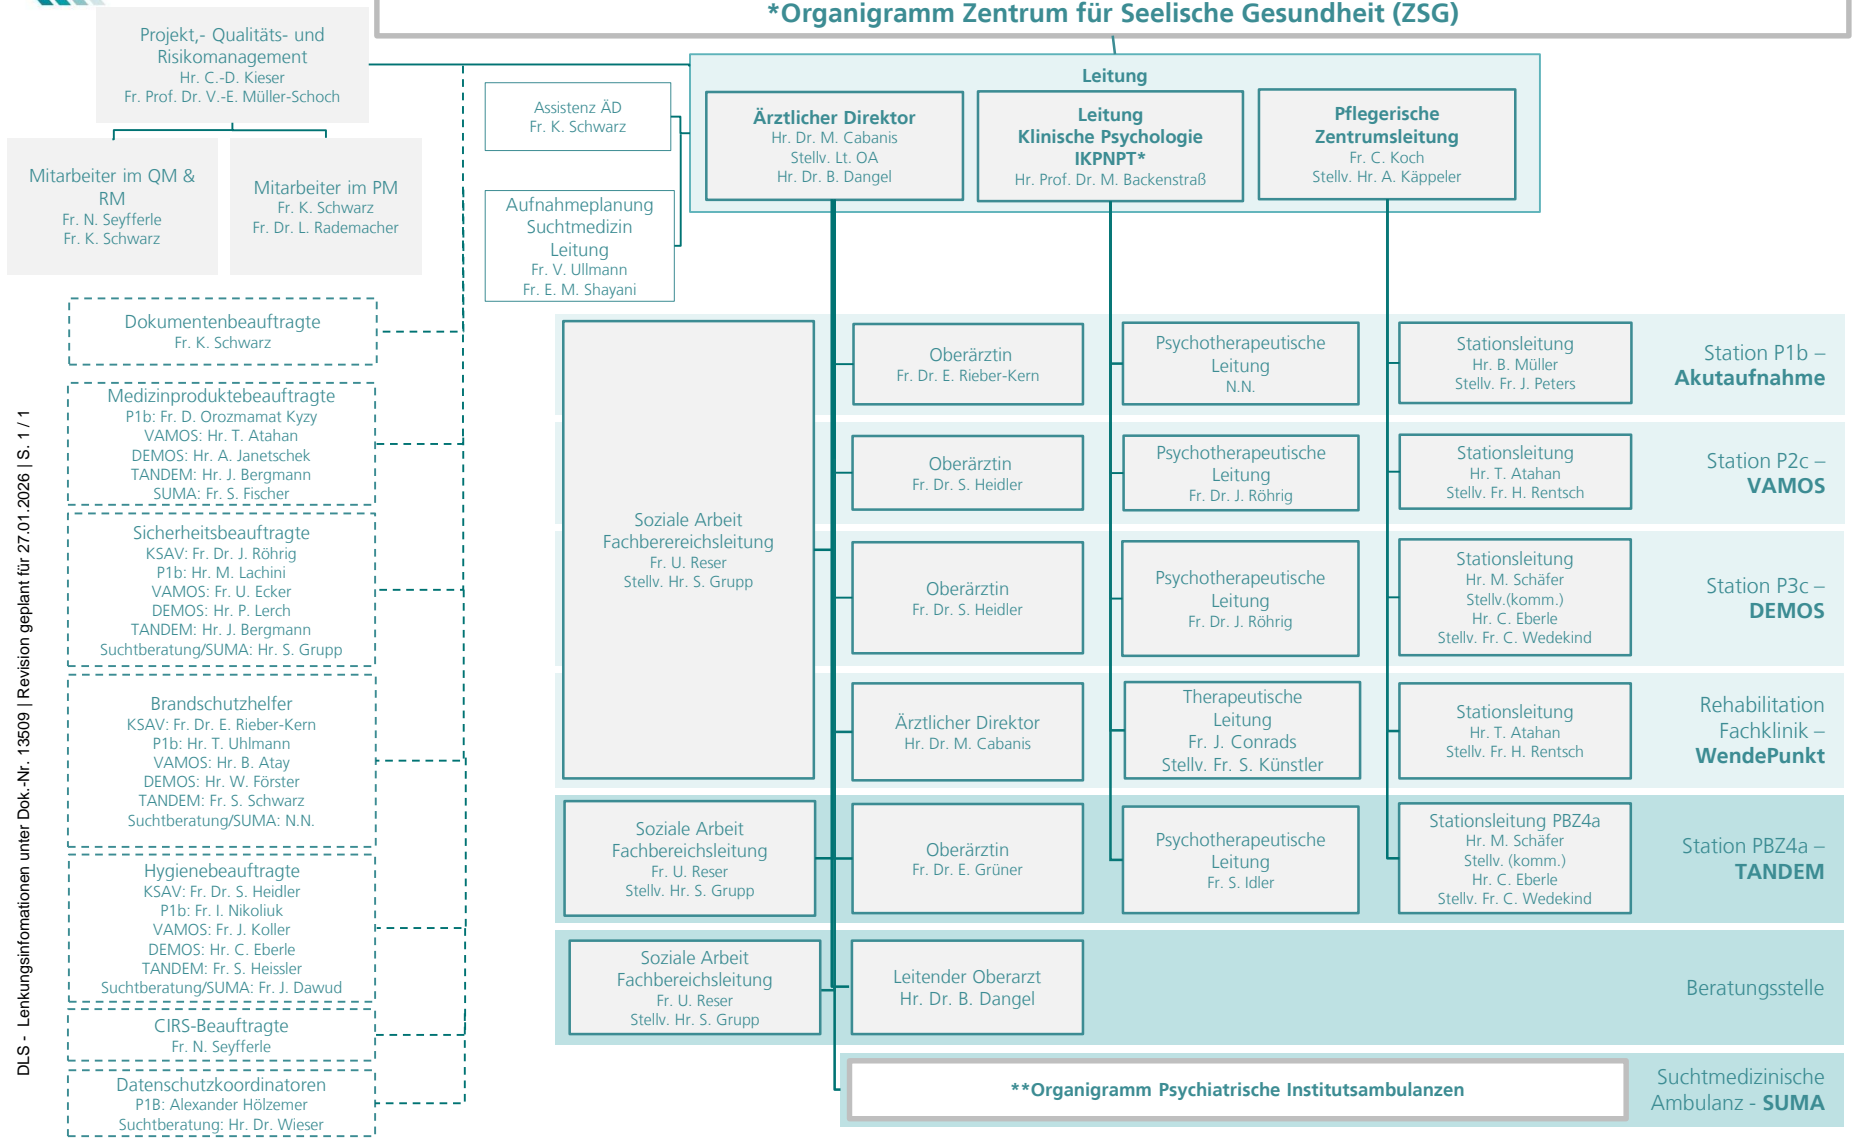 *Organigramm Zentrum für Seelische Gesundheit (ZSG)
Projekt,- Qualitäts- und
Risikomanagement
Hr. C.-D. Kieser
Fr. Prof. Dr. V.-E. Müller-Schoch
Mitarbeiter im QM &
RM
Fr. N. Seyfferle
Fr. K. Schwarz
Mitarbeiter im PM
Fr. K. Schwarz
Fr. Dr. L. Rademacher
Assistenz ÄD
Fr. K. Schwarz
Aufnahmeplanung
Suchtmedizin
Leitung
Fr. V. Ullmann
Fr. E. M. Shayani
Leitung
Ärztlicher Direktor
Hr. Dr. M. Cabanis
Stellv. Lt. OA
Hr. Dr. B. Dangel
Leitung
Klinische Psychologie
IKPNPT*
Hr. Prof. Dr. M. Backenstraß
Pflegerische
Zentrumsleitung
Fr. C. Koch
Stellv. Hr. A. Käppeler
Dokumentenbeauftragte
Fr. K. Schwarz
Medizinproduktebeauftragte
P1b: Fr. D. Orozmamat Kyzy
VAMOS: Hr. T. Atahan
DEMOS: Hr. A. Janetschek
TANDEM: Hr. J. Bergmann
SUMA: Fr. S. Fischer
Sicherheitsbeauftragte
KSAV: Fr. Dr. J. Röhrig
P1b: Hr. M. Lachini
VAMOS: Fr. U. Ecker
DEMOS: Hr. P. Lerch
TANDEM: Hr. J. Bergmann
Suchtberatung/SUMA: Hr. S. Grupp
Brandschutzhelfer
KSAV: Fr. Dr. E. Rieber-Kern
P1b: Hr. T. Uhlmann
VAMOS: Hr. B. Atay
DEMOS: Hr. W. Förster
TANDEM: Fr. S. Schwarz
Suchtberatung/SUMA: N.N.
Hygienebeauftragte
KSAV: Fr. Dr. S. Heidler
P1b: Fr. I. Nikoliuk
VAMOS: Fr. J. Koller
DEMOS: Hr. C. Eberle
TANDEM: Fr. S. Heissler
Suchtberatung/SUMA: Fr. J. Dawud
CIRS-Beauftragte
Fr. N. Seyfferle
Datenschutzkoordinatoren
P1B: Alexander Hölzemer
Suchtberatung: Hr. Dr. Wieser
DLS - Lenkungsinfomationen unter Dok.-Nr. 13509 | Revision geplant für 27.01.2026 | S. 1 / 1
Soziale Arbeit
Fachberereichsleitung
Fr. U. Reser
Stellv. Hr. S. Grupp
Oberärztin
Fr. Dr. E. Rieber-Kern
Psychotherapeutische
Leitung
N.N.
Stationsleitung
Hr. B. Müller
Stellv. Fr. J. Peters
Station P1b –
Akutaufnahme
Oberärztin
Fr. Dr. S. Heidler
Psychotherapeutische
Leitung
Fr. Dr. J. Röhrig
Stationsleitung
Hr. T. Atahan
Stellv. Fr. H. Rentsch
Station P2c –
VAMOS
Oberärztin
Fr. Dr. S. Heidler
Psychotherapeutische
Leitung
Fr. Dr. J. Röhrig
Stationsleitung
Hr. M. Schäfer
Stellv.(komm.)
Hr. C. Eberle
Stellv. Fr. C. Wedekind
Station P3c –
DEMOS
Ärztlicher Direktor
Hr. Dr. M. Cabanis
Therapeutische
Leitung
Fr. J. Conrads
Stellv. Fr. S. Künstler
Stationsleitung
Hr. T. Atahan
Stellv. Fr. H. Rentsch
Rehabilitation
Fachklinik –
WendePunkt
Soziale Arbeit
Fachbereichsleitung
Fr. U. Reser
Stellv. Hr. S. Grupp
Oberärztin
Fr. Dr. E. Grüner
Psychotherapeutische
Leitung
Fr. S. Idler
Stationsleitung PBZ4a
Hr. M. Schäfer
Stellv. (komm.)
Hr. C. Eberle
Stellv. Fr. C. Wedekind
Station PBZ4a –
TANDEM
Soziale Arbeit
Fachbereichsleitung
Fr. U. Reser
Stellv. Hr. S. Grupp
Leitender Oberarzt
Hr. Dr. B. Dangel
Beratungsstelle
**Organigramm Psychiatrische Institutsambulanzen
Suchtmedizinische
Ambulanz - SUMA